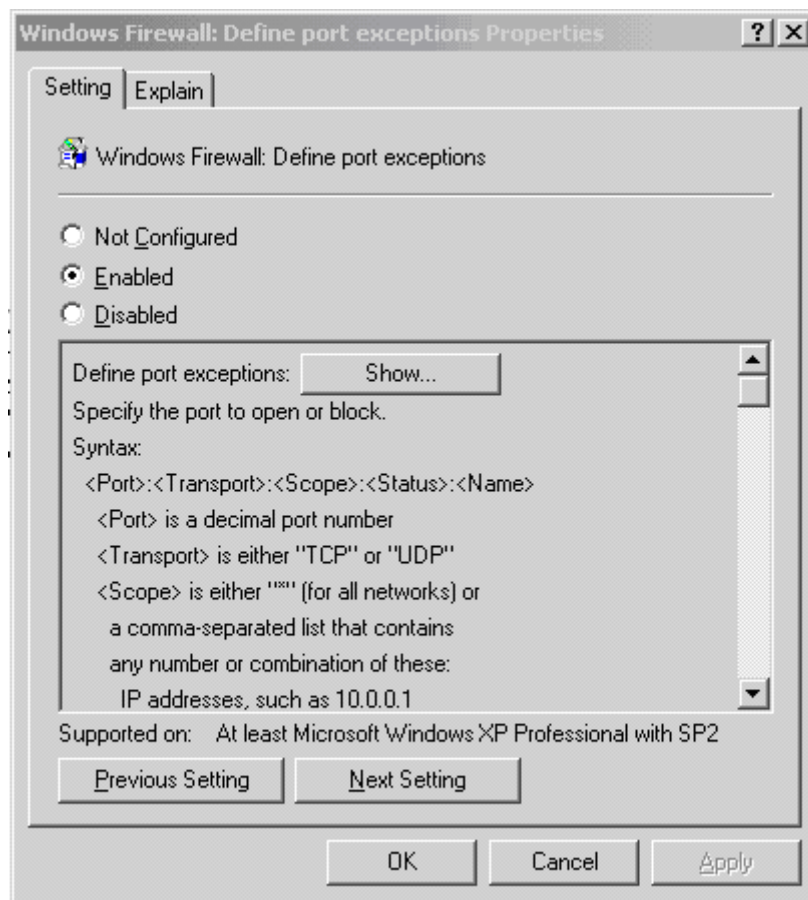 Windows Firewall: Define port exceptions Properties
Setting
Explain
Windows Firewall: Define port exceptions
Not Configured
Enabled
Disabled
Define port exceptions:
Show...
Specify the port to open or block.
Syntax:
<Port>:<Transport>:<Scope>:<Status>:<Name>
<Port> is a decimal port number
<Transport> is either "TCP" or "UDP"
<Scope> is either "*" (for all networks) or
a comma-separated list that contains
any number or combination of these:
IP addresses, such as 10.0.0.1
Supported on: At least Microsoft Windows XP Professional with SP2
Previous Setting
Next Setting
OK
Cancel
Apply